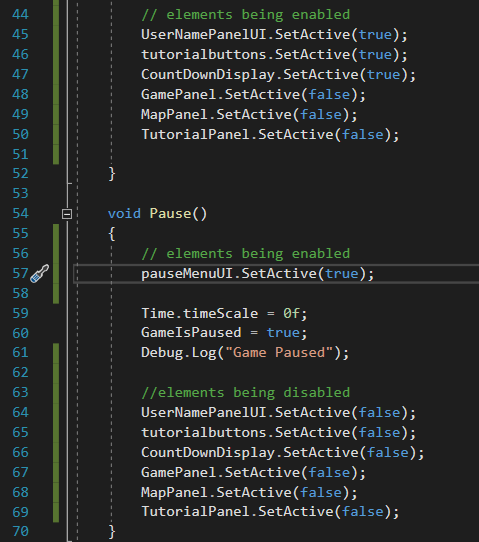 44 // elements being enabled
45 UserNamePanelUI.SetActive(true);
46 tutorialbuttons.SetActive(true);
47 CountDownDisplay.SetActive(true);
48 GamePanel.SetActive(false);
49 MapPanel.SetActive(false);
50 TutorialPanel.SetActive(false);
51
52 }
53
54 void Pause()
55 {
56 // elements being enabled
57 pauseMenuUI.SetActive(true);
58
59 Time.timeScale = 0f;
60 GameIsPaused = true;
61 Debug.Log("Game Paused");
62
63 //elements being disabled
64 UserNamePanelUI.SetActive(false);
65 tutorialbuttons.SetActive(false);
66 CountDownDisplay.SetActive(false);
67 GamePanel.SetActive(false);
68 MapPanel.SetActive(false);
69 TutorialPanel.SetActive(false);
70 }